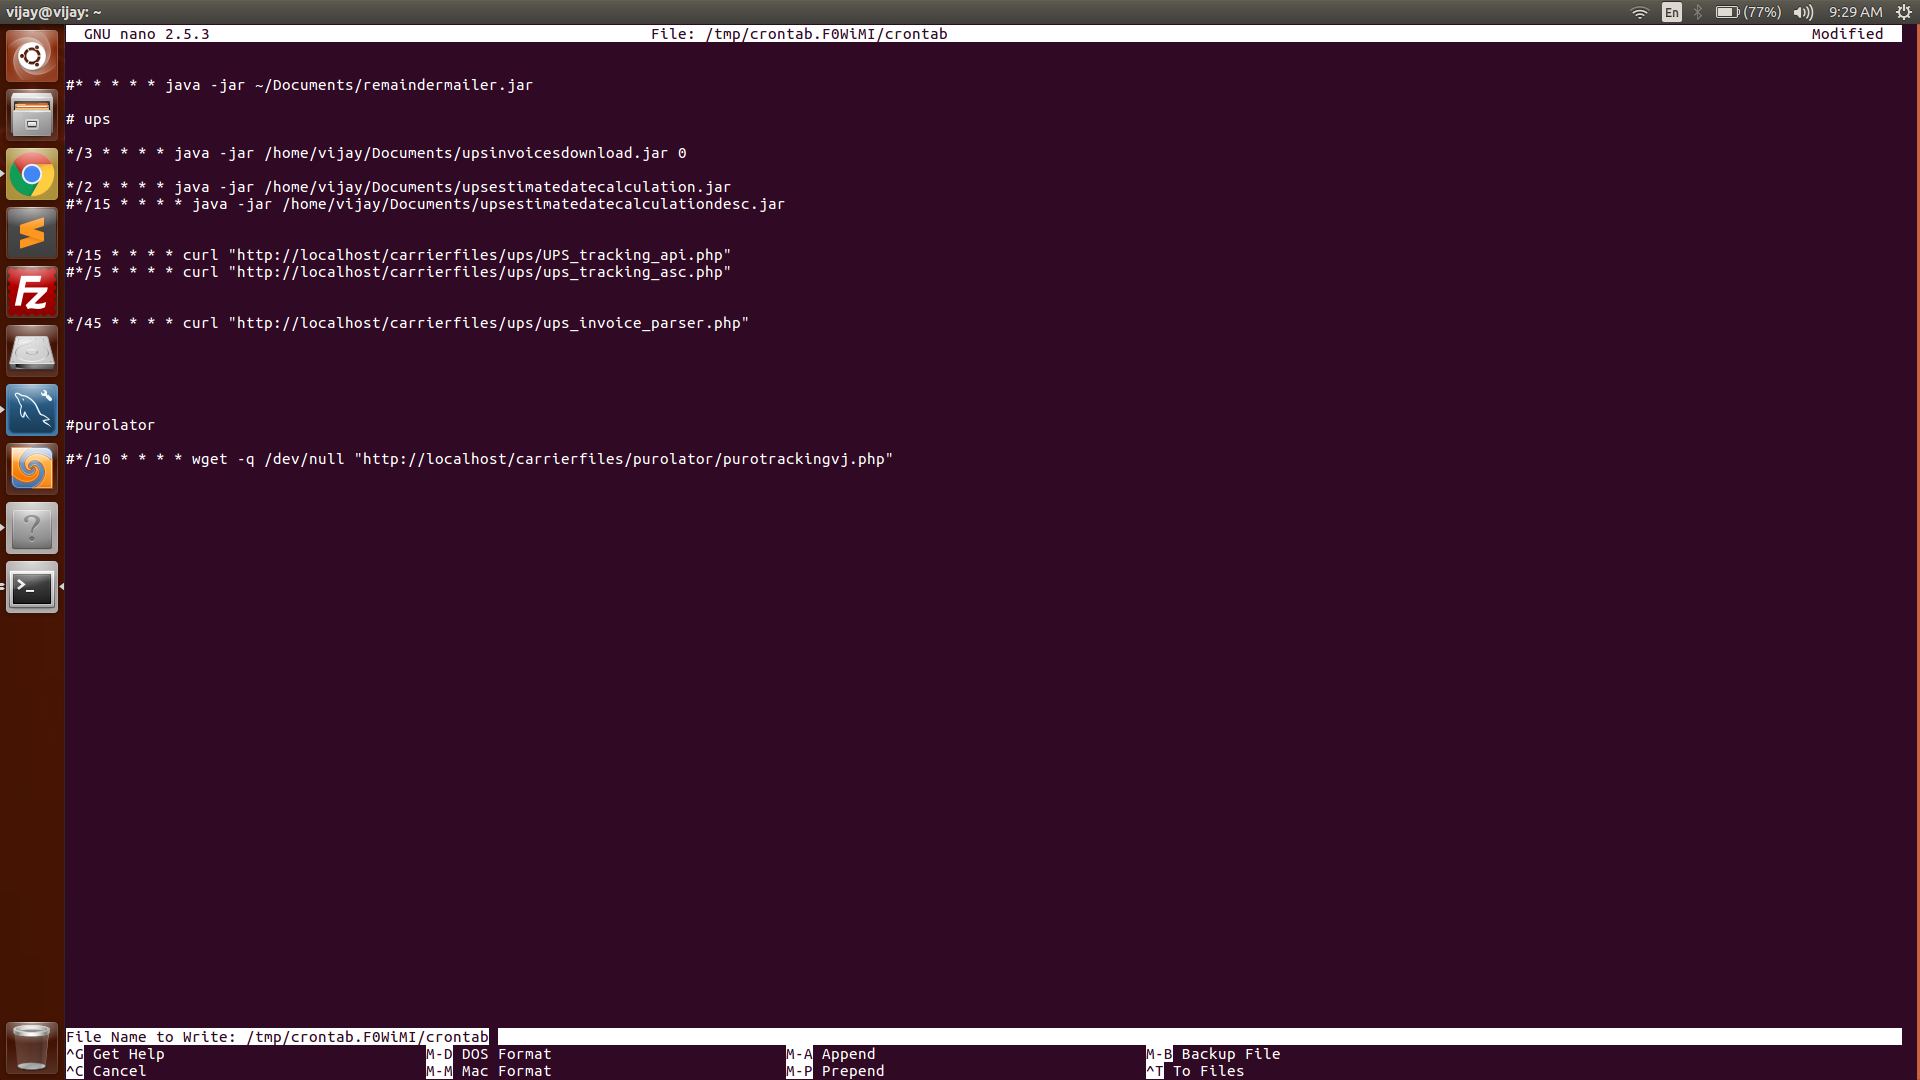 vijay@vijay: ~
En
(77%)
9:29 AM
GNU nano 2.5.3 File: /tmp/crontab.F0WiMI/crontab Modified
#* * * * * java -jar ~/Documents/remaindermailer.jar
# ups
*/3 * * * * java -jar /home/vijay/Documents/upsinvoicesdownload.jar 0
*/2 * * * * java -jar /home/vijay/Documents/upsestimatedatecalculation.jar
#*/15 * * * * java -jar /home/vijay/Documents/upsestimatedatecalculationdesc.jar
*/15 * * * * curl "http://localhost/carrierfiles/ups/UPS_tracking_api.php"
#*/5 * * * * curl "http://localhost/carrierfiles/ups/ups_tracking_asc.php"
*/45 * * * * curl "http://localhost/carrierfiles/ups/ups_invoice_parser.php"
#purolator
#*/10 * * * * wget -q /dev/null "http://localhost/carrierfiles/purolator/purotrackingvj.php"
File Name to Write: /tmp/crontab.F0WiMI/crontab
^G Get Help M-D DOS Format M-A Append M-B Backup File
^C Cancel M-M Mac Format M-P Prepend ^T To Files